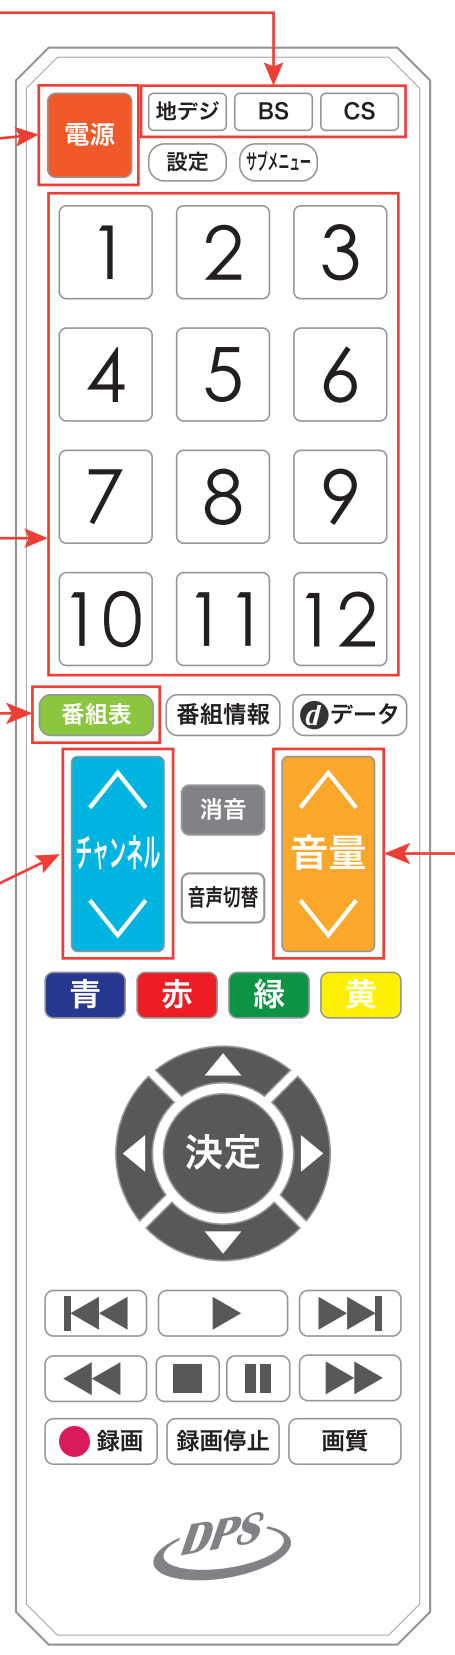 電源 地デジ BS CS
設定 サブメニュー
1 2 3
4 5 6
7 8 9
10 11 12
番組表 番組情報 dデータ
チャンネル 消音 音量
音声切替
青 赤 緑 黄
決定
録画 録画停止 画質
DPS